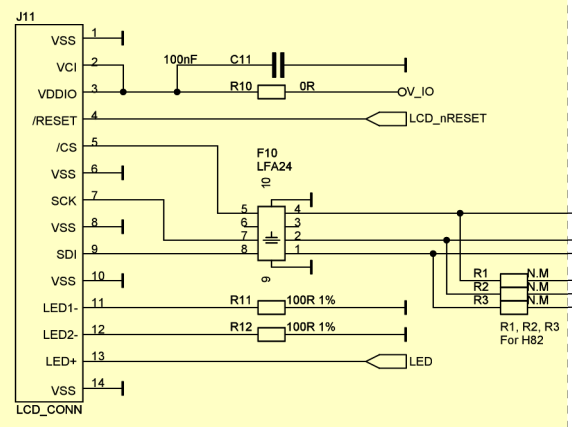 J11
VSS 1
VCI 2
100nF C11
VDDIO 3
R10 0R
OV_IO
/RESET 4
LCD_nRESET
/CS 5
F10
LFA24
VSS 6
10
SCK 7
5 4
6 3
VSS 8
7 2
SDI 9
8 1
VSS 10
9
R1 N.M
R2 N.M
R3 N.M
LED1- 11
R11 100R 1%
LED2- 12
R12 100R 1%
R1, R2, R3
For H82
LED+ 13
LED
VSS 14
LCD_CONN